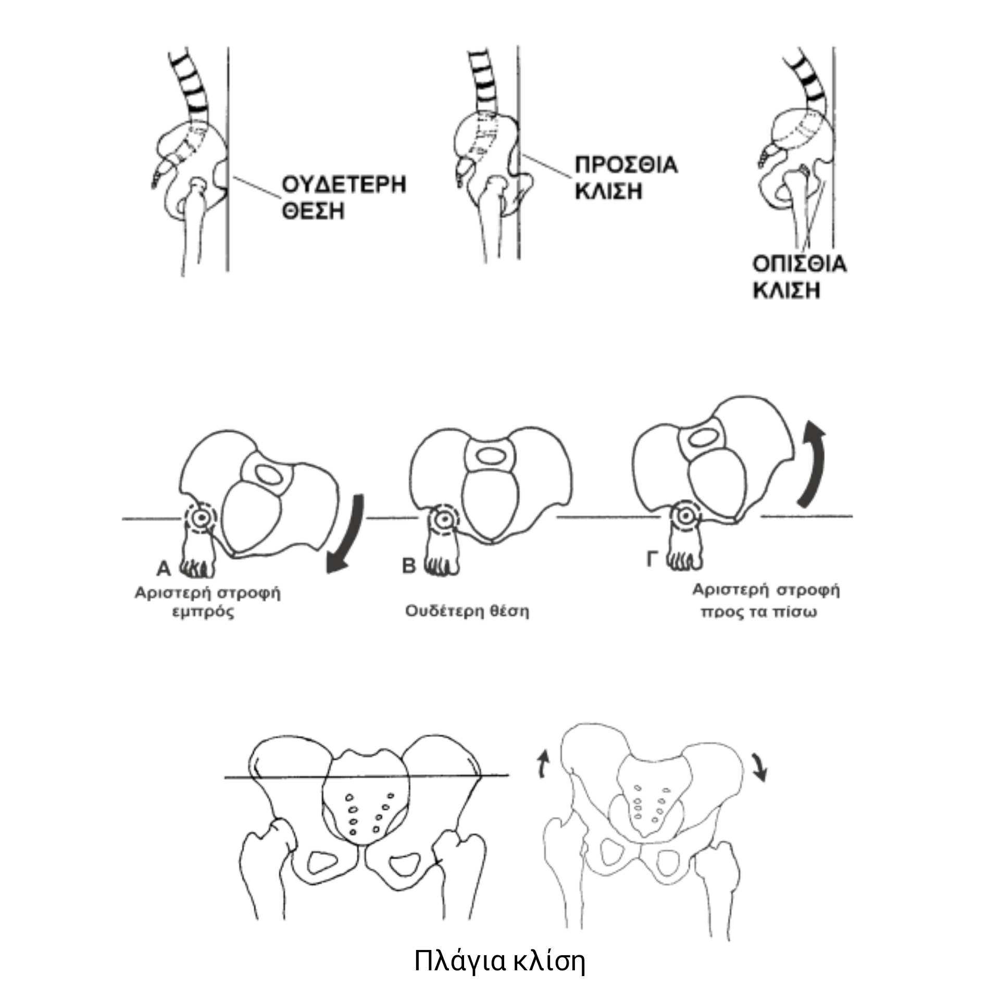 ΟΥΔΕΤΕΡΗ
ΘΕΣΗ
ΠΡΟΣΘΙΑ
ΚΛΙΣΗ
ΟΠΙΣΘΙΑ
ΚΛΙΣΗ
Α
Αριστερή στροφή
εμπρός
Β
Ουδέτερη θέση
Γ
Αριστερή στροφή
προς τα πίσω
Πλάγια κλίση